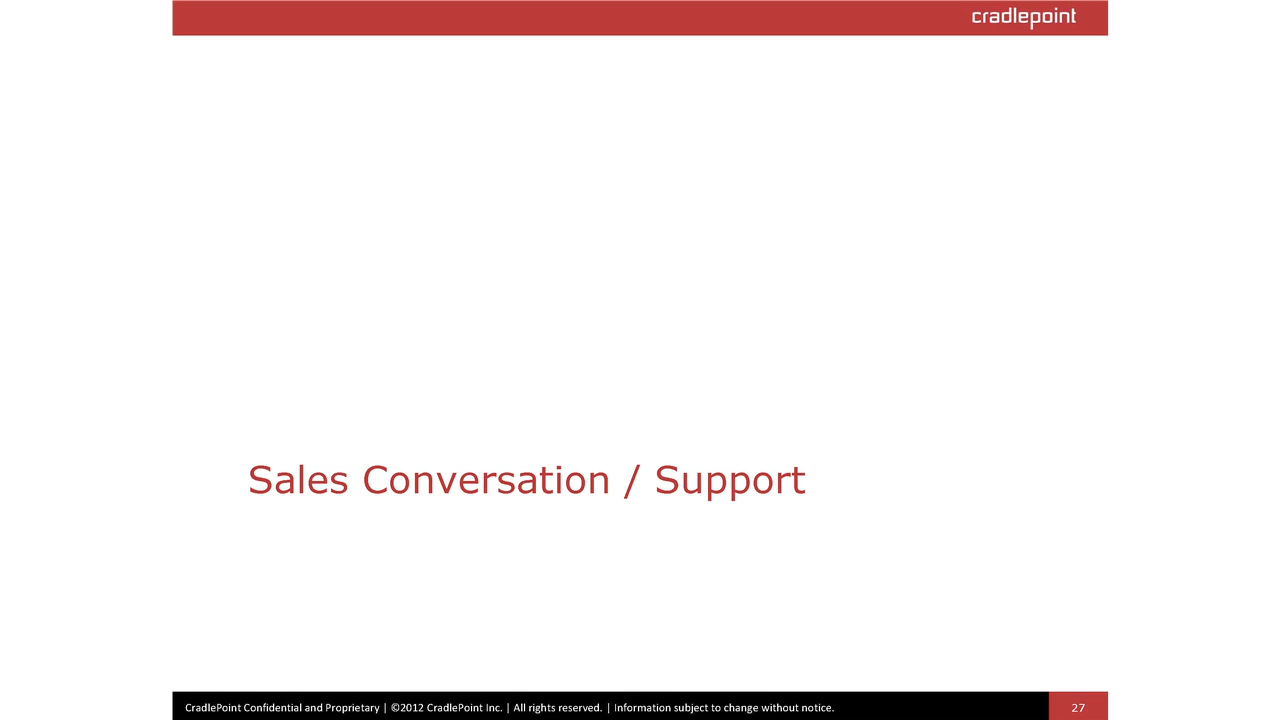 cradlepoint
Sales Conversation / Support
CradlePoint Confidential and Proprietary | ©2012 CradlePoint Inc. | All rights reserved. | Information subject to change without notice.
27